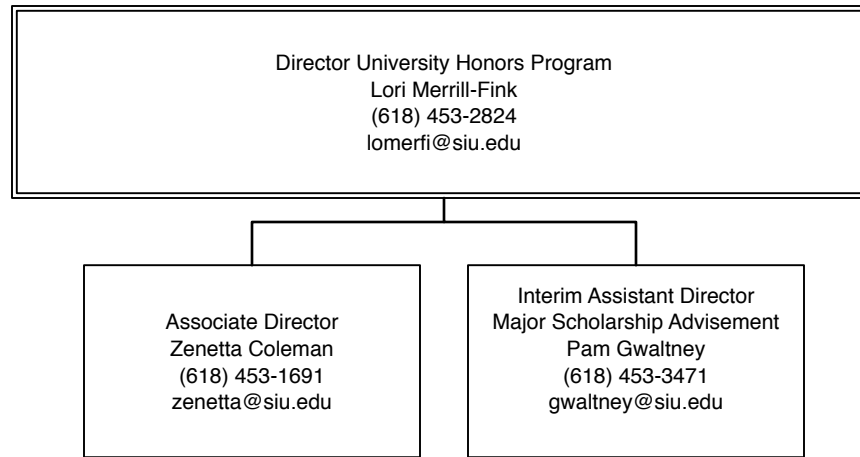 Director University Honors Program
Lori Merrill-Fink
(618) 453-2824
lomerfi@siu.edu
Associate Director
Zenetta Coleman
(618) 453-1691
zenetta@siu.edu
Interim Assistant Director
Major Scholarship Advisement
Pam Gwaltney
(618) 453-3471
gwaltney@siu.edu